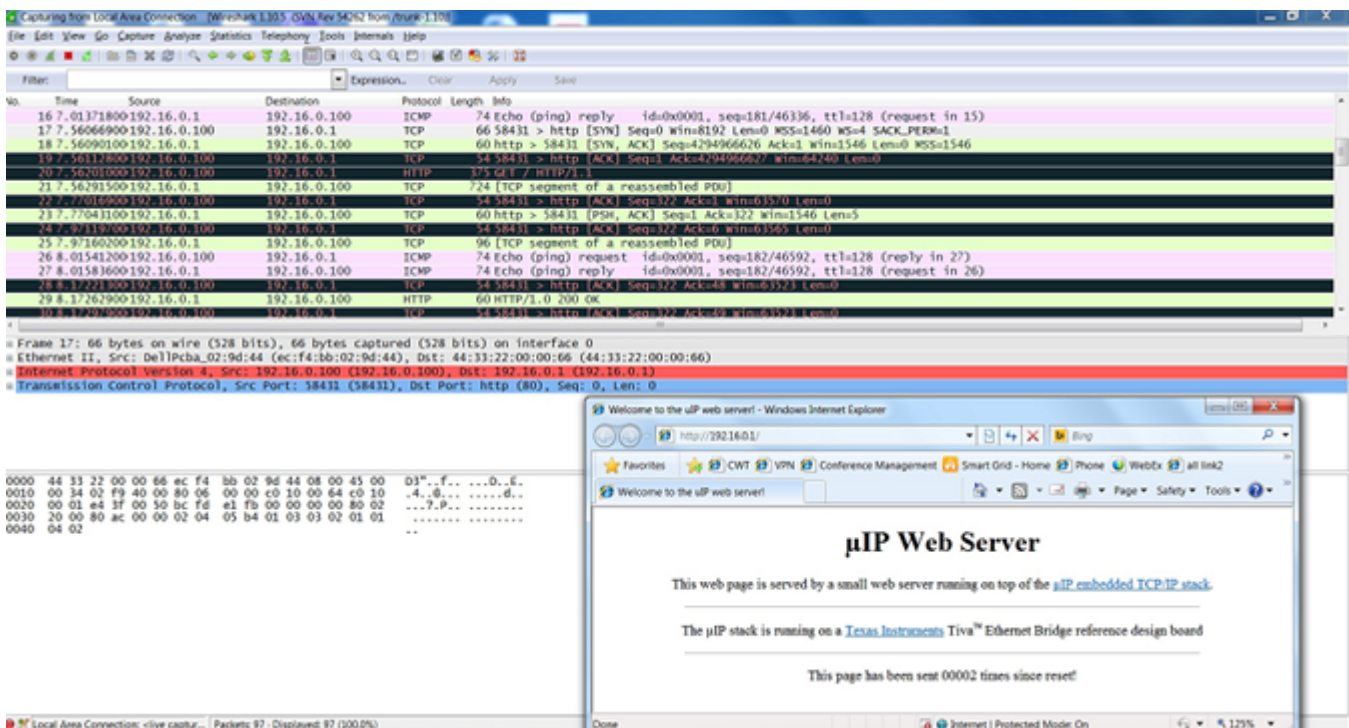 Capturing from Local Area Connection [Wireshark 1.10.5 (SVN Rev 54262 from /trunk-1.10)]
File Edit View Go Capture Analyze Statistics Telephony Tools Internals Help
Filter: Expression... Clear Apply Save
No. Time Source Destination Protocol Length Info
16 7.01371800 192.16.0.1 192.16.0.100 ICMP 74 Echo (ping) reply id=0x0001, seq=181/46336, ttl=128 (request in 15)
17 7.56066900 192.16.0.100 192.16.0.1 TCP 66 58431 > http [SYN] Seq=0 Win=8192 Len=0 MSS=1460 WS=4 SACK_PERM=1
18 7.56090100 192.16.0.1 192.16.0.100 TCP 60 http > 58431 [SYN, ACK] Seq=4294966626 Ack=1 Win=1546 Len=0 MSS=1546
19 7.56112800 192.16.0.100 192.16.0.1 TCP 54 58431 > http [ACK] Seq=1 Ack=4294966627 Win=64240 Len=0
20 7.56201000 192.16.0.100 192.16.0.1 HTTP 375 GET / HTTP/1.1
21 7.56291500 192.16.0.1 192.16.0.100 TCP 724 [TCP segment of a reassembled PDU]
22 7.77016900 192.16.0.100 192.16.0.1 TCP 54 58431 > http [ACK] Seq=322 Ack=1 Win=63570 Len=0
23 7.77043100 192.16.0.1 192.16.0.100 TCP 60 http > 58431 [PSH, ACK] Seq=1 Ack=322 Win=1546 Len=5
24 7.97119700 192.16.0.100 192.16.0.1 TCP 54 58431 > http [ACK] Seq=322 Ack=6 Win=63565 Len=0
25 7.97160200 192.16.0.1 192.16.0.100 TCP 96 [TCP segment of a reassembled PDU]
26 8.01541200 192.16.0.100 192.16.0.1 ICMP 74 Echo (ping) request id=0x0001, seq=182/46592, ttl=128 (reply in 27)
27 8.01583600 192.16.0.1 192.16.0.100 ICMP 74 Echo (ping) reply id=0x0001, seq=182/46592, ttl=128 (request in 26)
28 8.17221300 192.16.0.100 192.16.0.1 TCP 54 58431 > http [ACK] Seq=322 Ack=48 Win=63523 Len=0
29 8.17262900 192.16.0.1 192.16.0.100 HTTP 60 HTTP/1.0 200 OK
30 8.17297900 192.16.0.100 192.16.0.1 TCP 54 58431 > http [ACK] Seq=322 Ack=49 Win=63523 Len=0
Frame 17: 66 bytes on wire (528 bits), 66 bytes captured (528 bits) on interface 0
Ethernet II, Src: DellPcba_02:9d:44 (ec:f4:bb:02:9d:44), Dst: 44:33:22:00:00:66 (44:33:22:00:00:66)
Internet Protocol Version 4, Src: 192.16.0.100 (192.16.0.100), Dst: 192.16.0.1 (192.16.0.1)
Transmission Control Protocol, Src Port: 58431 (58431), Dst Port: http (80), Seq: 0, Len: 0
0000 44 33 22 00 00 66 ec f4 bb 02 9d 44 08 00 45 00 D3"..f.. ...D..E.
0010 00 34 02 f9 40 00 80 06 00 00 c0 10 00 64 c0 10 .4..@... .....d..
0020 00 01 e4 3f 00 50 bc fd e1 fb 00 00 00 00 80 02 ...?.P.. ........
0030 20 00 80 ac 00 00 02 04 05 b4 01 03 03 02 01 01 ........ ........
0040 04 02 ..
Welcome to the uIP web server! - Windows Internet Explorer
http://192.16.0.1/ Bing
Favorites CWT VPN Conference Management Smart Grid - Home Phone WebEx all link2
Welcome to the uIP web server! Page Safety Tools
µIP Web Server
This web page is served by a small web server running on top of the µIP embedded TCP/IP stack.
The µIP stack is running on a Texas Instruments Tiva™ Ethernet Bridge reference design board
This page has been sent 00002 times since reset!
Local Area Connection: <live captur... Packets: 97 · Displayed: 97 (100.0%)
Done Internet | Protected Mode: On 125%